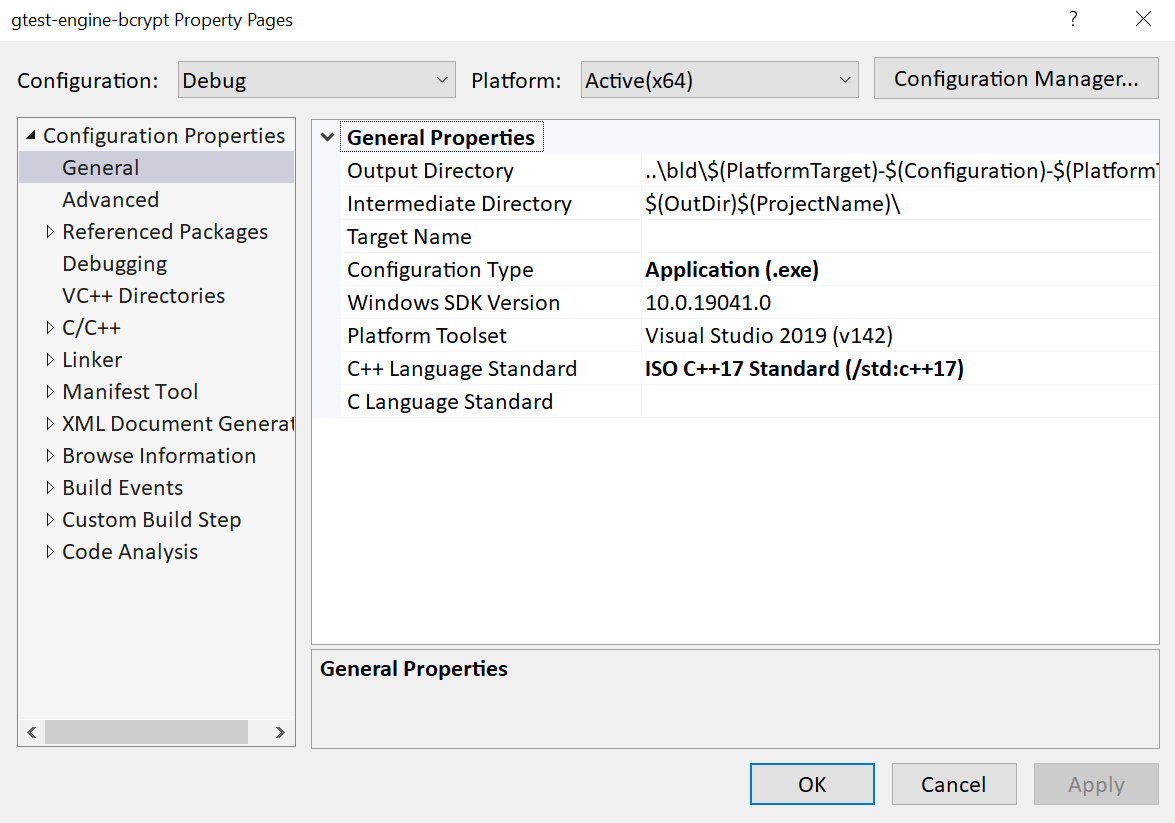 gtest-engine-bcrypt Property Pages
?
Configuration: Debug Platform: Active(x64) Configuration Manager...
Configuration Properties
General
Advanced
Referenced Packages
Debugging
VC++ Directories
C/C++
Linker
Manifest Tool
XML Document Generat
Browse Information
Build Events
Custom Build Step
Code Analysis
General Properties
Output Directory ..\bld\$(PlatformTarget)-$(Configuration)-$(PlatformT
Intermediate Directory $(OutDir)$(ProjectName)\
Target Name
Configuration Type Application (.exe)
Windows SDK Version 10.0.19041.0
Platform Toolset Visual Studio 2019 (v142)
C++ Language Standard ISO C++17 Standard (/std:c++17)
C Language Standard
General Properties
OK Cancel Apply